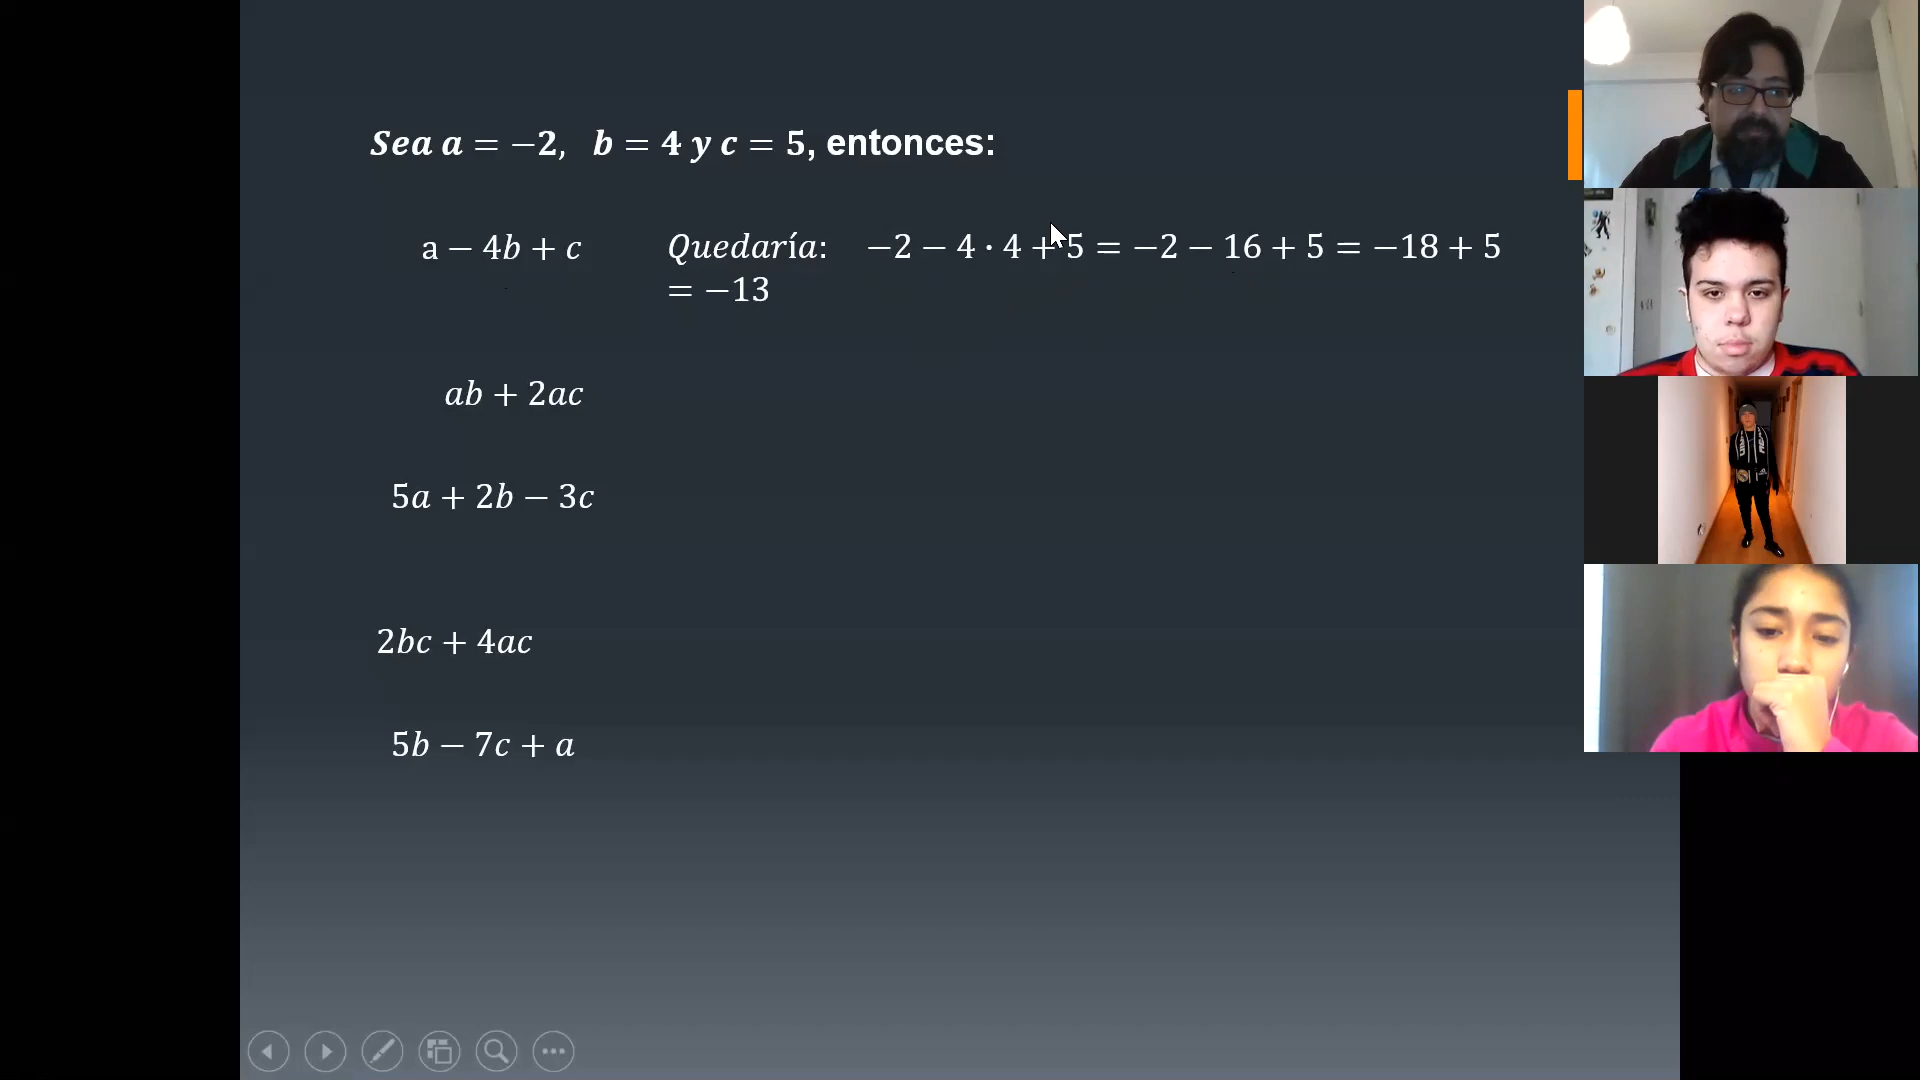 Sea a = −2, b = 4 y c = 5, entonces:
a − 4b + c Quedaría: −2 − 4 · 4 + 5 = −2 − 16 + 5 = −18 + 5
= −13
ab + 2ac
5a + 2b − 3c
2bc + 4ac
5b − 7c + a